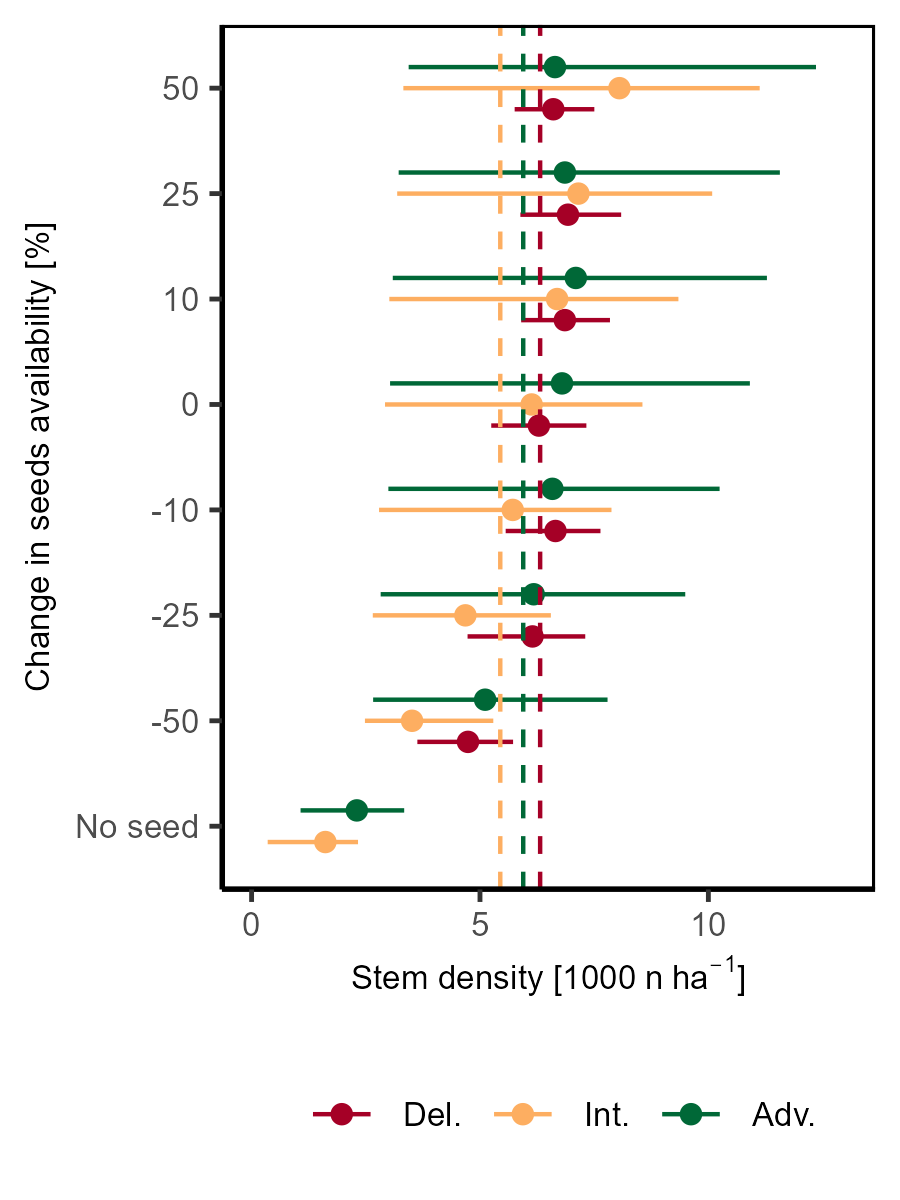 Change in seeds availability [%]
50
25
10
0
-10
-25
-50
No seed
0 5 10
Stem density [1000 n ha⁻¹]
Del. Int. Adv.